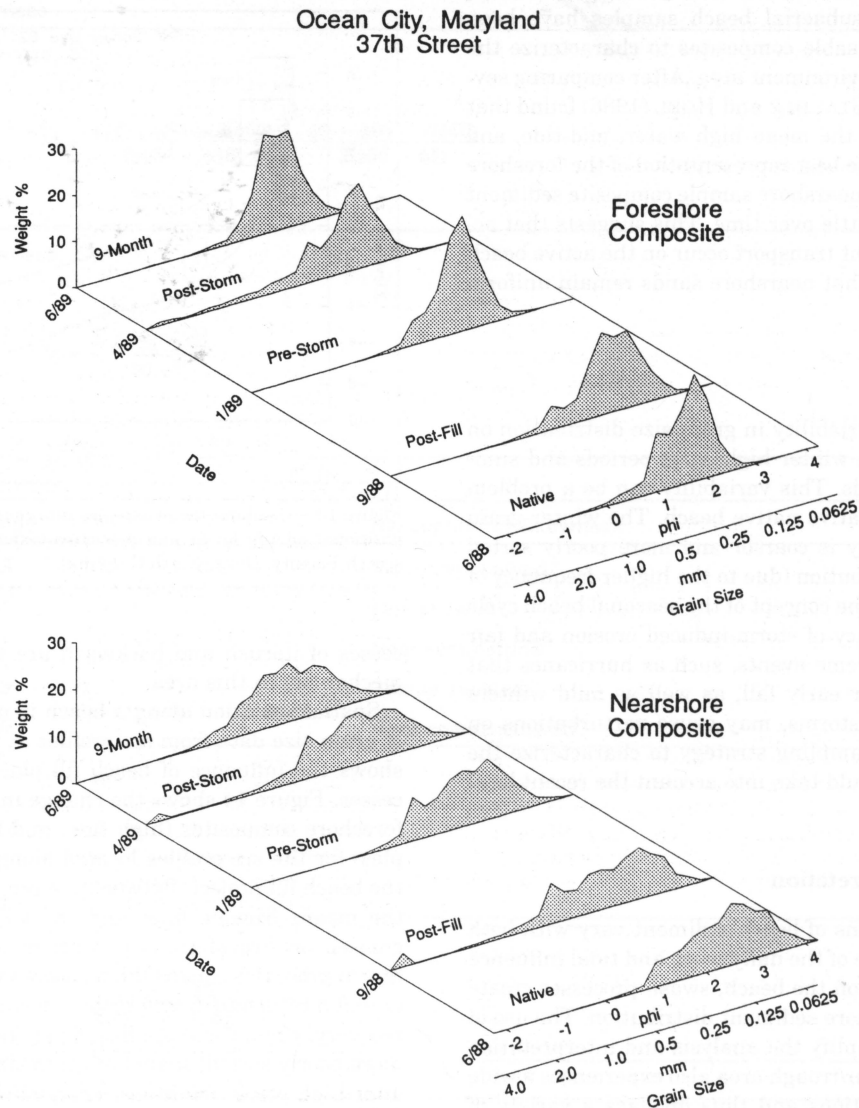 Ocean City, Maryland
37th Street
Foreshore
Composite
Weight %
30
20
10
0
9-Month
Post-Storm
Pre-Storm
Post-Fill
Native
6/89
4/89
1/89
9/88
6/88
Date
-2 -1 0 1 2 3 4
phi
4.0 2.0 1.0 0.5 0.25 0.125 0.0625
mm
Grain Size
Nearshore
Composite
Weight %
30
20
10
0
9-Month
Post-Storm
Pre-Storm
Post-Fill
Native
6/89
4/89
1/89
9/88
6/88
Date
-2 -1 0 1 2 3 4
phi
4.0 2.0 1.0 0.5 0.25 0.125 0.0625
mm
Grain Size